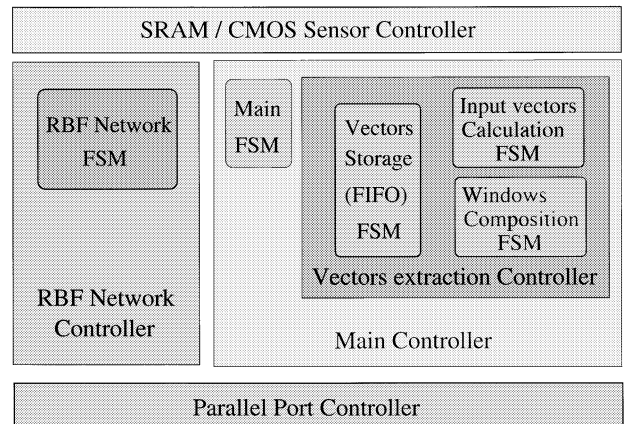 SRAM / CMOS Sensor Controller
RBF Network
FSM
RBF Network
Controller
Main
FSM
Vectors
Storage
(FIFO)
FSM
Input vectors
Calculation
FSM
Windows
Composition
FSM
Vectors extraction Controller
Main Controller
Parallel Port Controller